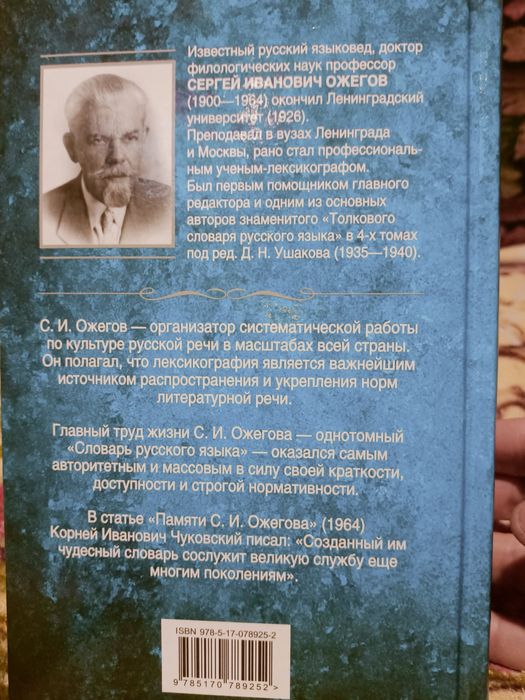 Известный русский языковед, доктор
филологических наук профессор
СЕРГЕЙ ИВАНОВИЧ ОЖЕГОВ
(1900—1964) окончил Ленинградский
университет (1926).
Преподавал в вузах Ленинграда
и Москвы, рано стал профессиональ-
ным ученым-лексикографом.
Был первым помощником главного
редактора и одним из основных
авторов знаменитого «Толкового
словаря русского языка» в 4-х томах
под ред. Д. Н. Ушакова (1935—1940).
С. И. Ожегов — организатор систематической работы
по культуре русской речи в масштабах всей страны.
Он полагал, что лексикография является важнейшим
источником распространения и укрепления норм
литературной речи.
Главный труд жизни С. И. Ожегова — однотомный
«Словарь русского языка» — оказался самым
авторитетным и массовым в силу своей краткости,
доступности и строгой нормативности.
В статье «Памяти С. И. Ожегова» (1964)
Корней Иванович Чуковский писал: «Созданный им
чудесный словарь сослужит великую службу еще
многим поколениям».
ISBN 978-5-17-078925-2
9 785170 789252 >